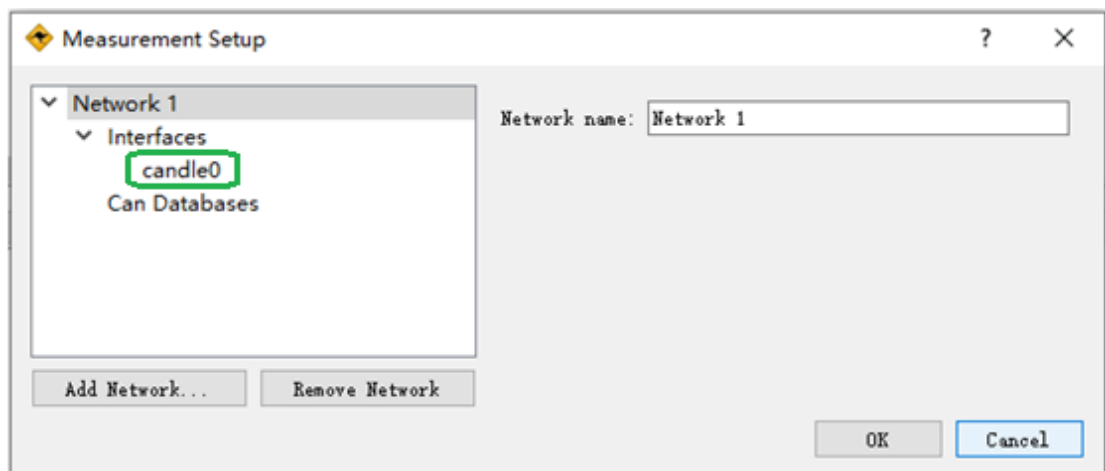 Measurement Setup
?
Network 1
Interfaces
candle0
Can Databases
Network name: Network 1
Add Network...
Remove Network
OK
Cancel